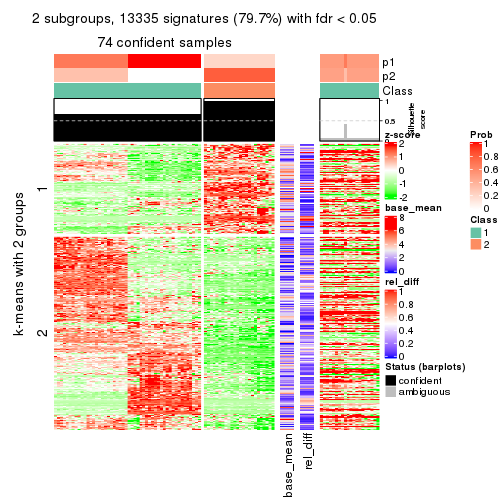 2 subgroups, 13335 signatures (79.7%) with fdr < 0.05
74 confident samples
p1
p2
Class
1
0.5
0
Silhouette
score
k-means with 2 groups
1
2
base_mean
rel_diff
z-score
2
1
0
-1
-2
base_mean
8
6
4
2
0
rel_diff
1
0.8
0.6
0.4
0.2
0
Status (barplots)
confident
ambiguous
Prob
1
0.8
0.6
0.4
0.2
0
Class
1
2